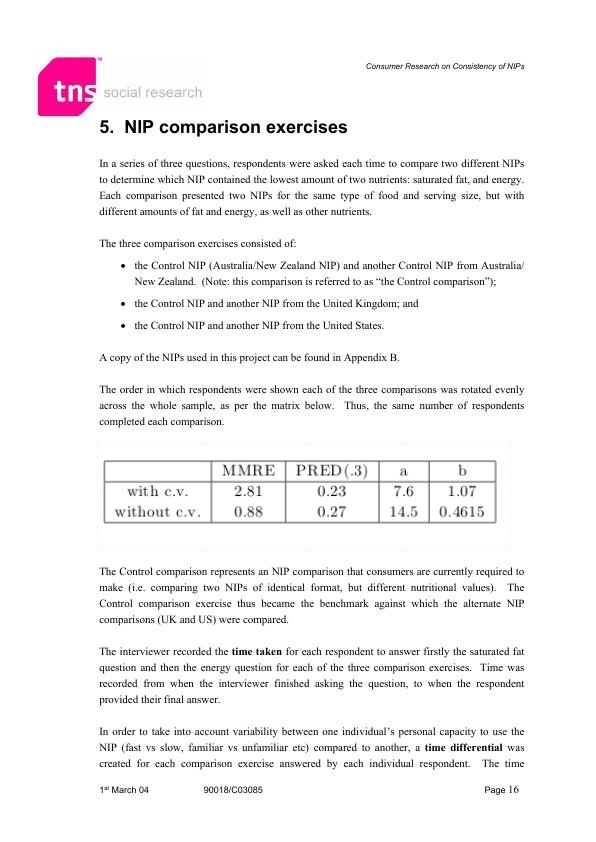 Consumer Research on Consistency of NIPs
tns social research
5. NIP comparison exercises
In a series of three questions, respondents were asked each time to compare two different NIPs
to determine which NIP contained the lowest amount of two nutrients: saturated fat, and energy.
Each comparison presented two NIPs for the same type of food and serving size, but with
different amounts of fat and energy, as well as other nutrients.
The three comparison exercises consisted of:
• the Control NIP (Australia/New Zealand NIP) and another Control NIP from Australia/
New Zealand. (Note: this comparison is referred to as “the Control comparison”);
• the Control NIP and another NIP from the United Kingdom; and
• the Control NIP and another NIP from the United States.
A copy of the NIPs used in this project can be found in Appendix B.
The order in which respondents were shown each of the three comparisons was rotated evenly
across the whole sample, as per the matrix below. Thus, the same number of respondents
completed each comparison.
MMRE PRED(.3) a b
with c.v. 2.81 0.23 7.6 1.07
without c.v. 0.88 0.27 14.5 0.4615
The Control comparison represents an NIP comparison that consumers are currently required to
make (i.e. comparing two NIPs of identical format, but different nutritional values). The
Control comparison exercise thus became the benchmark against which the alternate NIP
comparisons (UK and US) were compared.
The interviewer recorded the time taken for each respondent to answer firstly the saturated fat
question and then the energy question for each of the three comparison exercises. Time was
recorded from when the interviewer finished asking the question, to when the respondent
provided their final answer.
In order to take into account variability between one individual’s personal capacity to use the
NIP (fast vs slow, familiar vs unfamiliar etc) compared to another, a time differential was
created for each comparison exercise answered by each individual respondent. The time
1st March 04 90018/C03085 Page 16